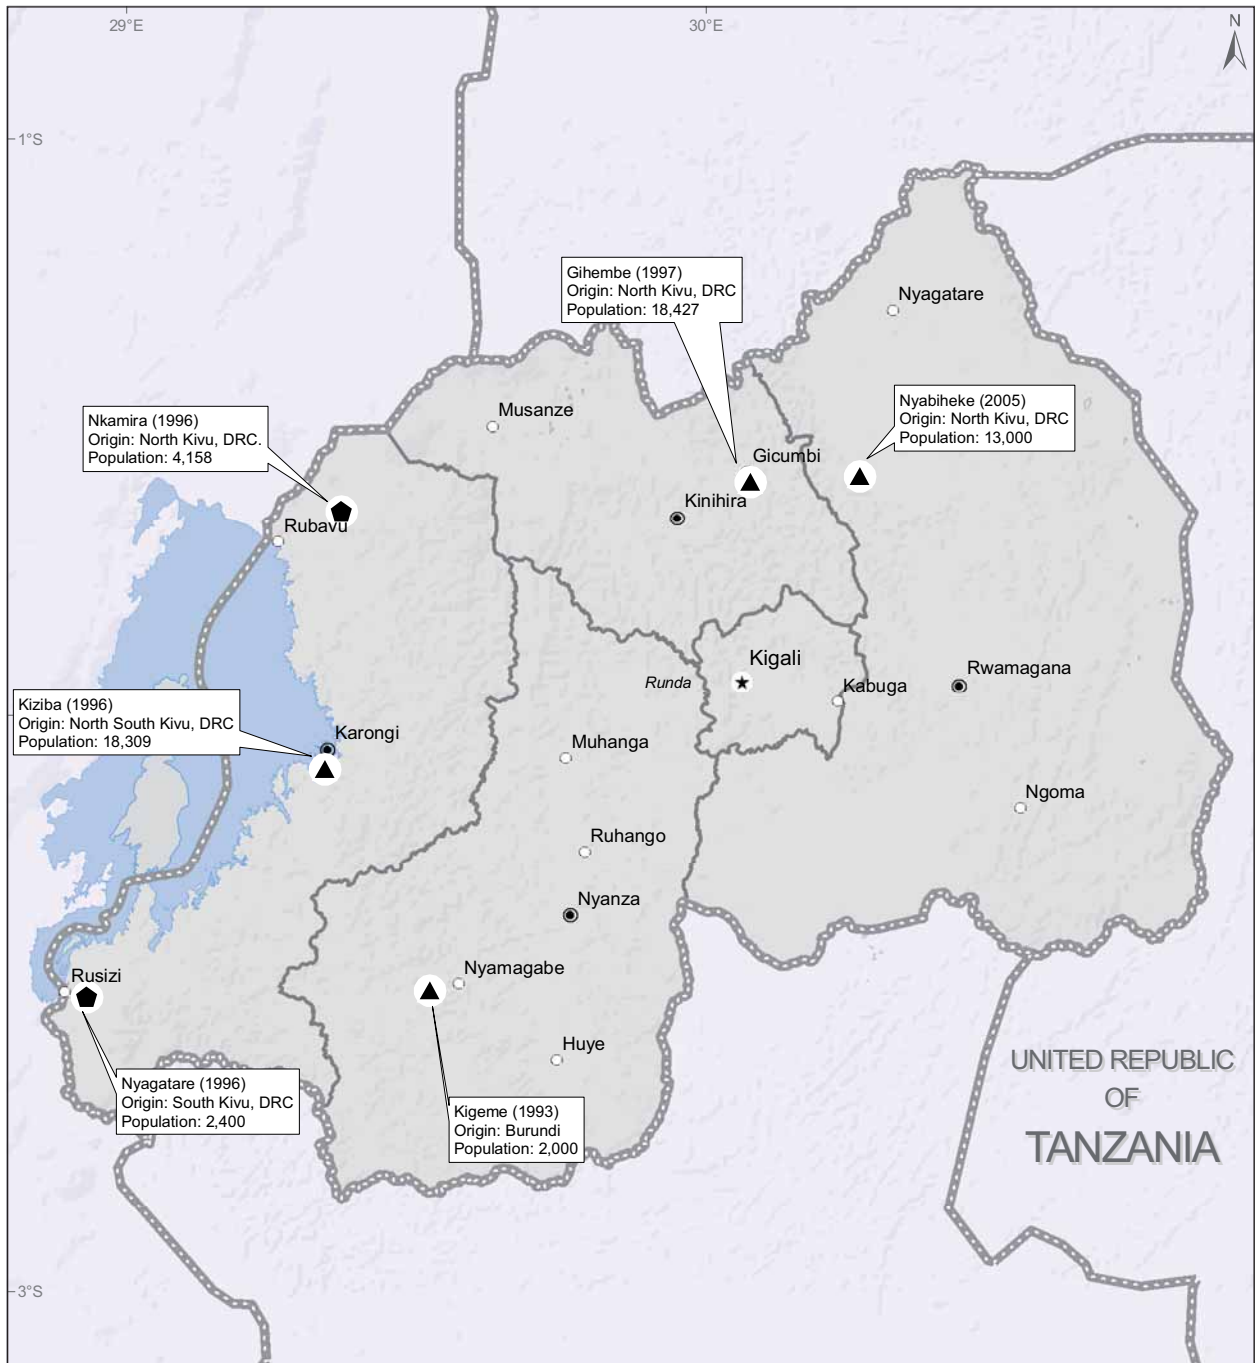 29°E
30°E
N
1°S
Gihembe (1997)
Origin: North Kivu, DRC
Population: 18,427
Nyagatare
Nkamira (1996)
Origin: North Kivu, DRC.
Population: 4,158
Musanze
Nyabiheke (2005)
Origin: North Kivu, DRC
Population: 13,000
Gicumbi
Kinihira
Rubavu
Kigali
Runda
Kabuga
Rwamagana
Kiziba (1996)
Origin: North South Kivu, DRC
Population: 18,309
Karongi
Muhanga
Ngoma
Ruhango
Nyanza
Rusizi
Nyamagabe
Huye
Nyagatare (1996)
Origin: South Kivu, DRC
Population: 2,400
Kigeme (1993)
Origin: Burundi
Population: 2,000
UNITED REPUBLIC
OF
TANZANIA
3°S